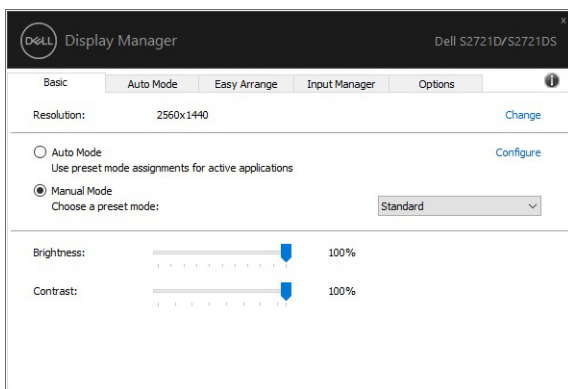 DELL Display Manager Dell S2721D/S2721DS
x
Basic Auto Mode Easy Arrange Input Manager Options i
Resolution: 2560x1440 Change
Auto Mode Configure
Use preset mode assignments for active applications
Manual Mode
Choose a preset mode: Standard
Brightness: 100%
Contrast: 100%